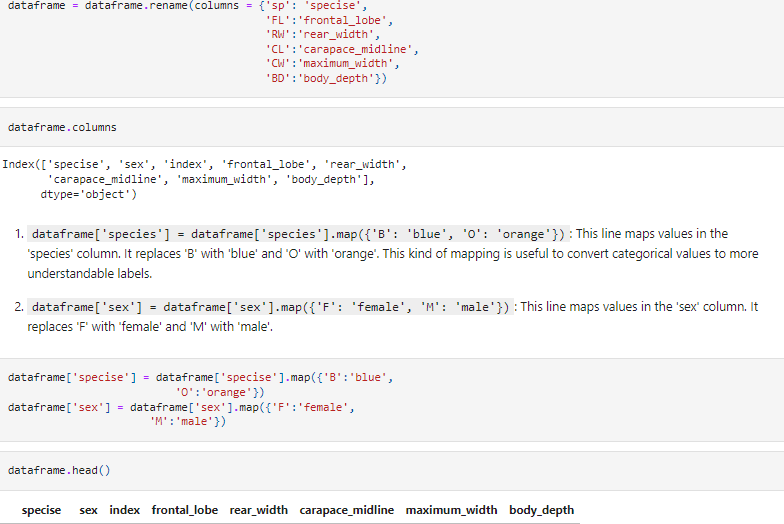 dataframe = dataframe.rename(columns = {'sp': 'specise',
'FL':'frontal_lobe',
'RW':'rear_width',
'CL':'carapace_midline',
'CW':'maximum_width',
'BD':'body_depth'})
dataframe.columns
Index(['specise', 'sex', 'index', 'frontal_lobe', 'rear_width',
'carapace_midline', 'maximum_width', 'body_depth'],
dtype='object')
1. dataframe['species'] = dataframe['species'].map({'B': 'blue', 'O': 'orange'}) : This line maps values in the
'species' column. It replaces 'B' with 'blue' and 'O' with 'orange'. This kind of mapping is useful to convert categorical values to more
understandable labels.
2. dataframe['sex'] = dataframe['sex'].map({'F': 'female', 'M': 'male'}) : This line maps values in the 'sex' column. It
replaces 'F' with 'female' and 'M' with 'male'.
dataframe['specise'] = dataframe['specise'].map({'B':'blue',
'O':'orange'})
dataframe['sex'] = dataframe['sex'].map({'F':'female',
'M':'male'})
dataframe.head()
specise sex index frontal_lobe rear_width carapace_midline maximum_width body_depth